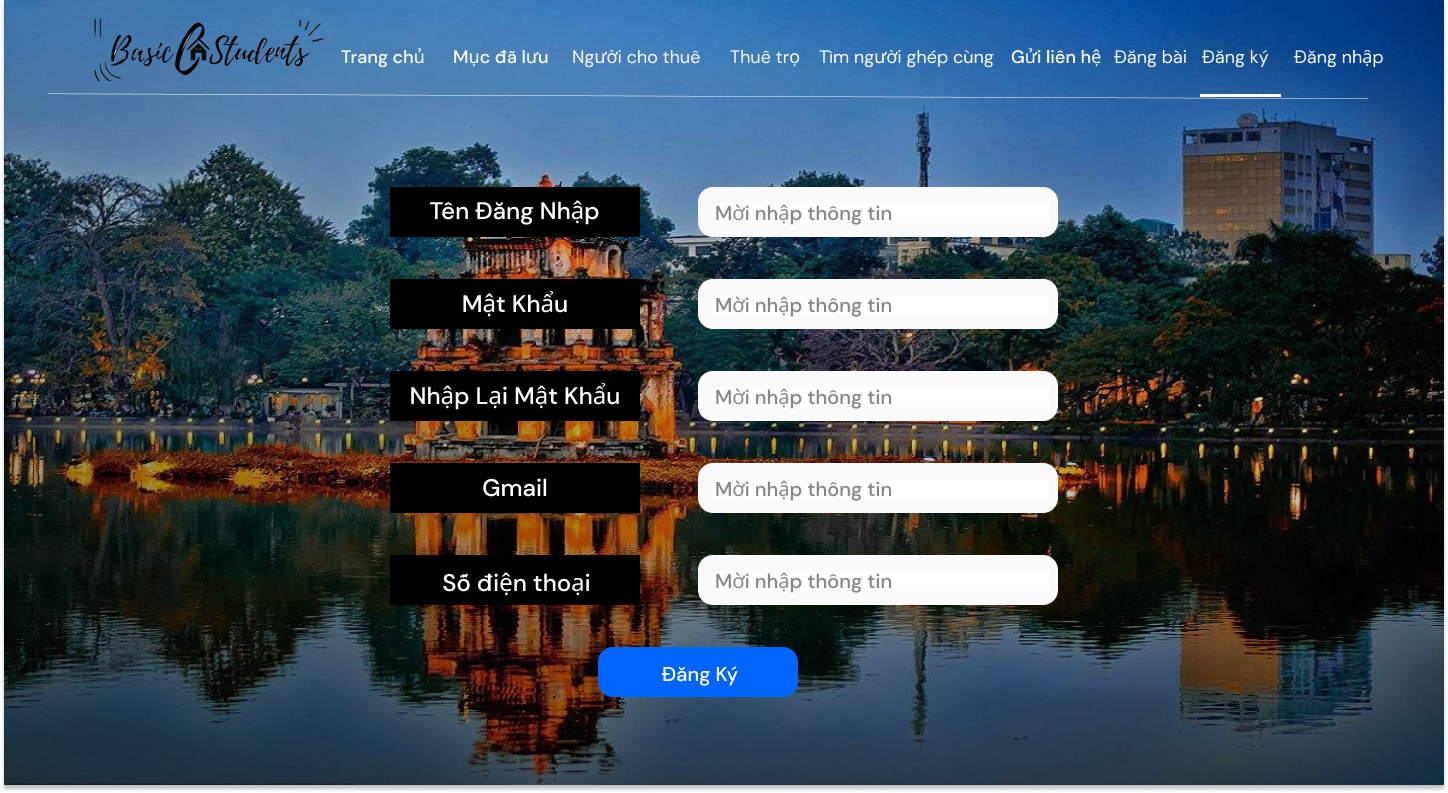 Basic Students
Trang chủ Mục đã lưu Người cho thuê Thuê trọ Tìm người ghép cùng Gửi liên hệ Đăng bài Đăng ký Đăng nhập
Tên Đăng Nhập Mời nhập thông tin
Mật Khẩu Mời nhập thông tin
Nhập Lại Mật Khẩu Mời nhập thông tin
Gmail Mời nhập thông tin
Số điện thoại Mời nhập thông tin
Đăng Ký